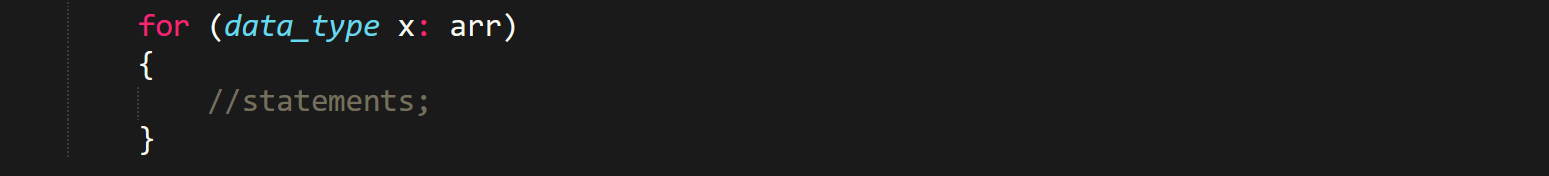 for (data_type x: arr)
{
//statements;
}